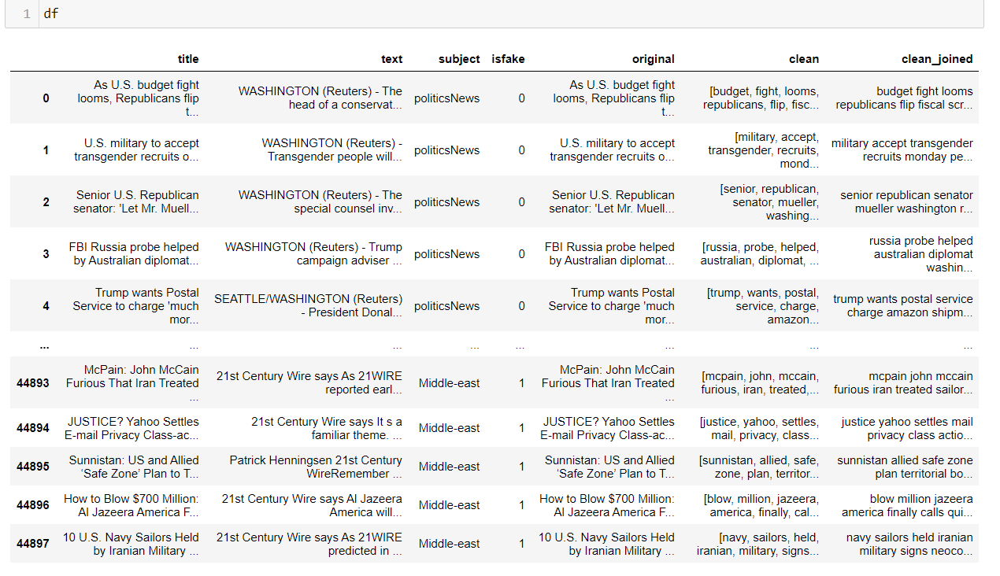 1 df
title text subject isfake original clean clean_joined
0 As U.S. budget fight looms, Republicans flip t... WASHINGTON (Reuters) - The head of a conservat... politicsNews 0 As U.S. budget fight looms, Republicans flip t... [budget, fight, looms, republicans, flip, fisc... budget fight looms republicans flip fiscal scr...
1 U.S. military to accept transgender recruits o... WASHINGTON (Reuters) - Transgender people will... politicsNews 0 U.S. military to accept transgender recruits o... [military, accept, transgender, recruits, mond... military accept transgender recruits monday pe...
2 Senior U.S. Republican senator: 'Let Mr. Muell... WASHINGTON (Reuters) - The special counsel inv... politicsNews 0 Senior U.S. Republican senator: 'Let Mr. Muell... [senior, republican, senator, mueller, washing... senior republican senator mueller washington r...
3 FBI Russia probe helped by Australian diplomat... WASHINGTON (Reuters) - Trump campaign adviser ... politicsNews 0 FBI Russia probe helped by Australian diplomat... [russia, probe, helped, australian, diplomat, ... russia probe helped australian diplomat washin...
4 Trump wants Postal Service to charge 'much mor... SEATTLE/WASHINGTON (Reuters) - President Donal... politicsNews 0 Trump wants Postal Service to charge 'much mor... [trump, wants, postal, service, charge, amazon... trump wants postal service charge amazon shipm...
... ... ... ... ... ... ... ...
44893 McPain: John McCain Furious That Iran Treated ... 21st Century Wire says As 21WIRE reported earl... Middle-east 1 McPain: John McCain Furious That Iran Treated ... [mcpain, john, mccain, furious, iran, treated,... mcpain john mccain furious iran treated sailor...
44894 JUSTICE? Yahoo Settles E-mail Privacy Class-ac... 21st Century Wire says It s a familiar theme. ... Middle-east 1 JUSTICE? Yahoo Settles E-mail Privacy Class-ac... [justice, yahoo, settles, mail, privacy, class... justice yahoo settles mail privacy class actio...
44895 Sunnistan: US and Allied ‘Safe Zone’ Plan to T... Patrick Henningsen 21st Century WireRemember ... Middle-east 1 Sunnistan: US and Allied ‘Safe Zone’ Plan to T... [sunnistan, allied, safe, zone, plan, territor... sunnistan allied safe zone plan territorial bo...
44896 How to Blow $700 Million: Al Jazeera America F... 21st Century Wire says Al Jazeera America will... Middle-east 1 How to Blow $700 Million: Al Jazeera America F... [blow, million, jazeera, america, finally, cal... blow million jazeera america finally calls qui...
44897 10 U.S. Navy Sailors Held by Iranian Military ... 21st Century Wire says As 21WIRE predicted in ... Middle-east 1 10 U.S. Navy Sailors Held by Iranian Military ... [navy, sailors, held, iranian, military, signs... navy sailors held iranian military signs neoco...